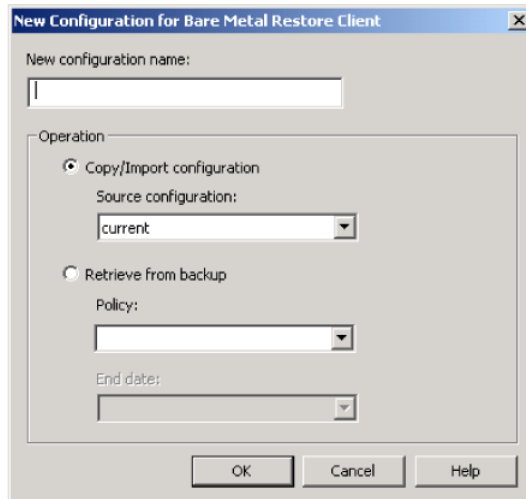 New Configuration for Bare Metal Restore Client
New configuration name:
Operation
Copy/Import configuration
Source configuration:
current
Retrieve from backup
Policy:
End date:
OK Cancel Help